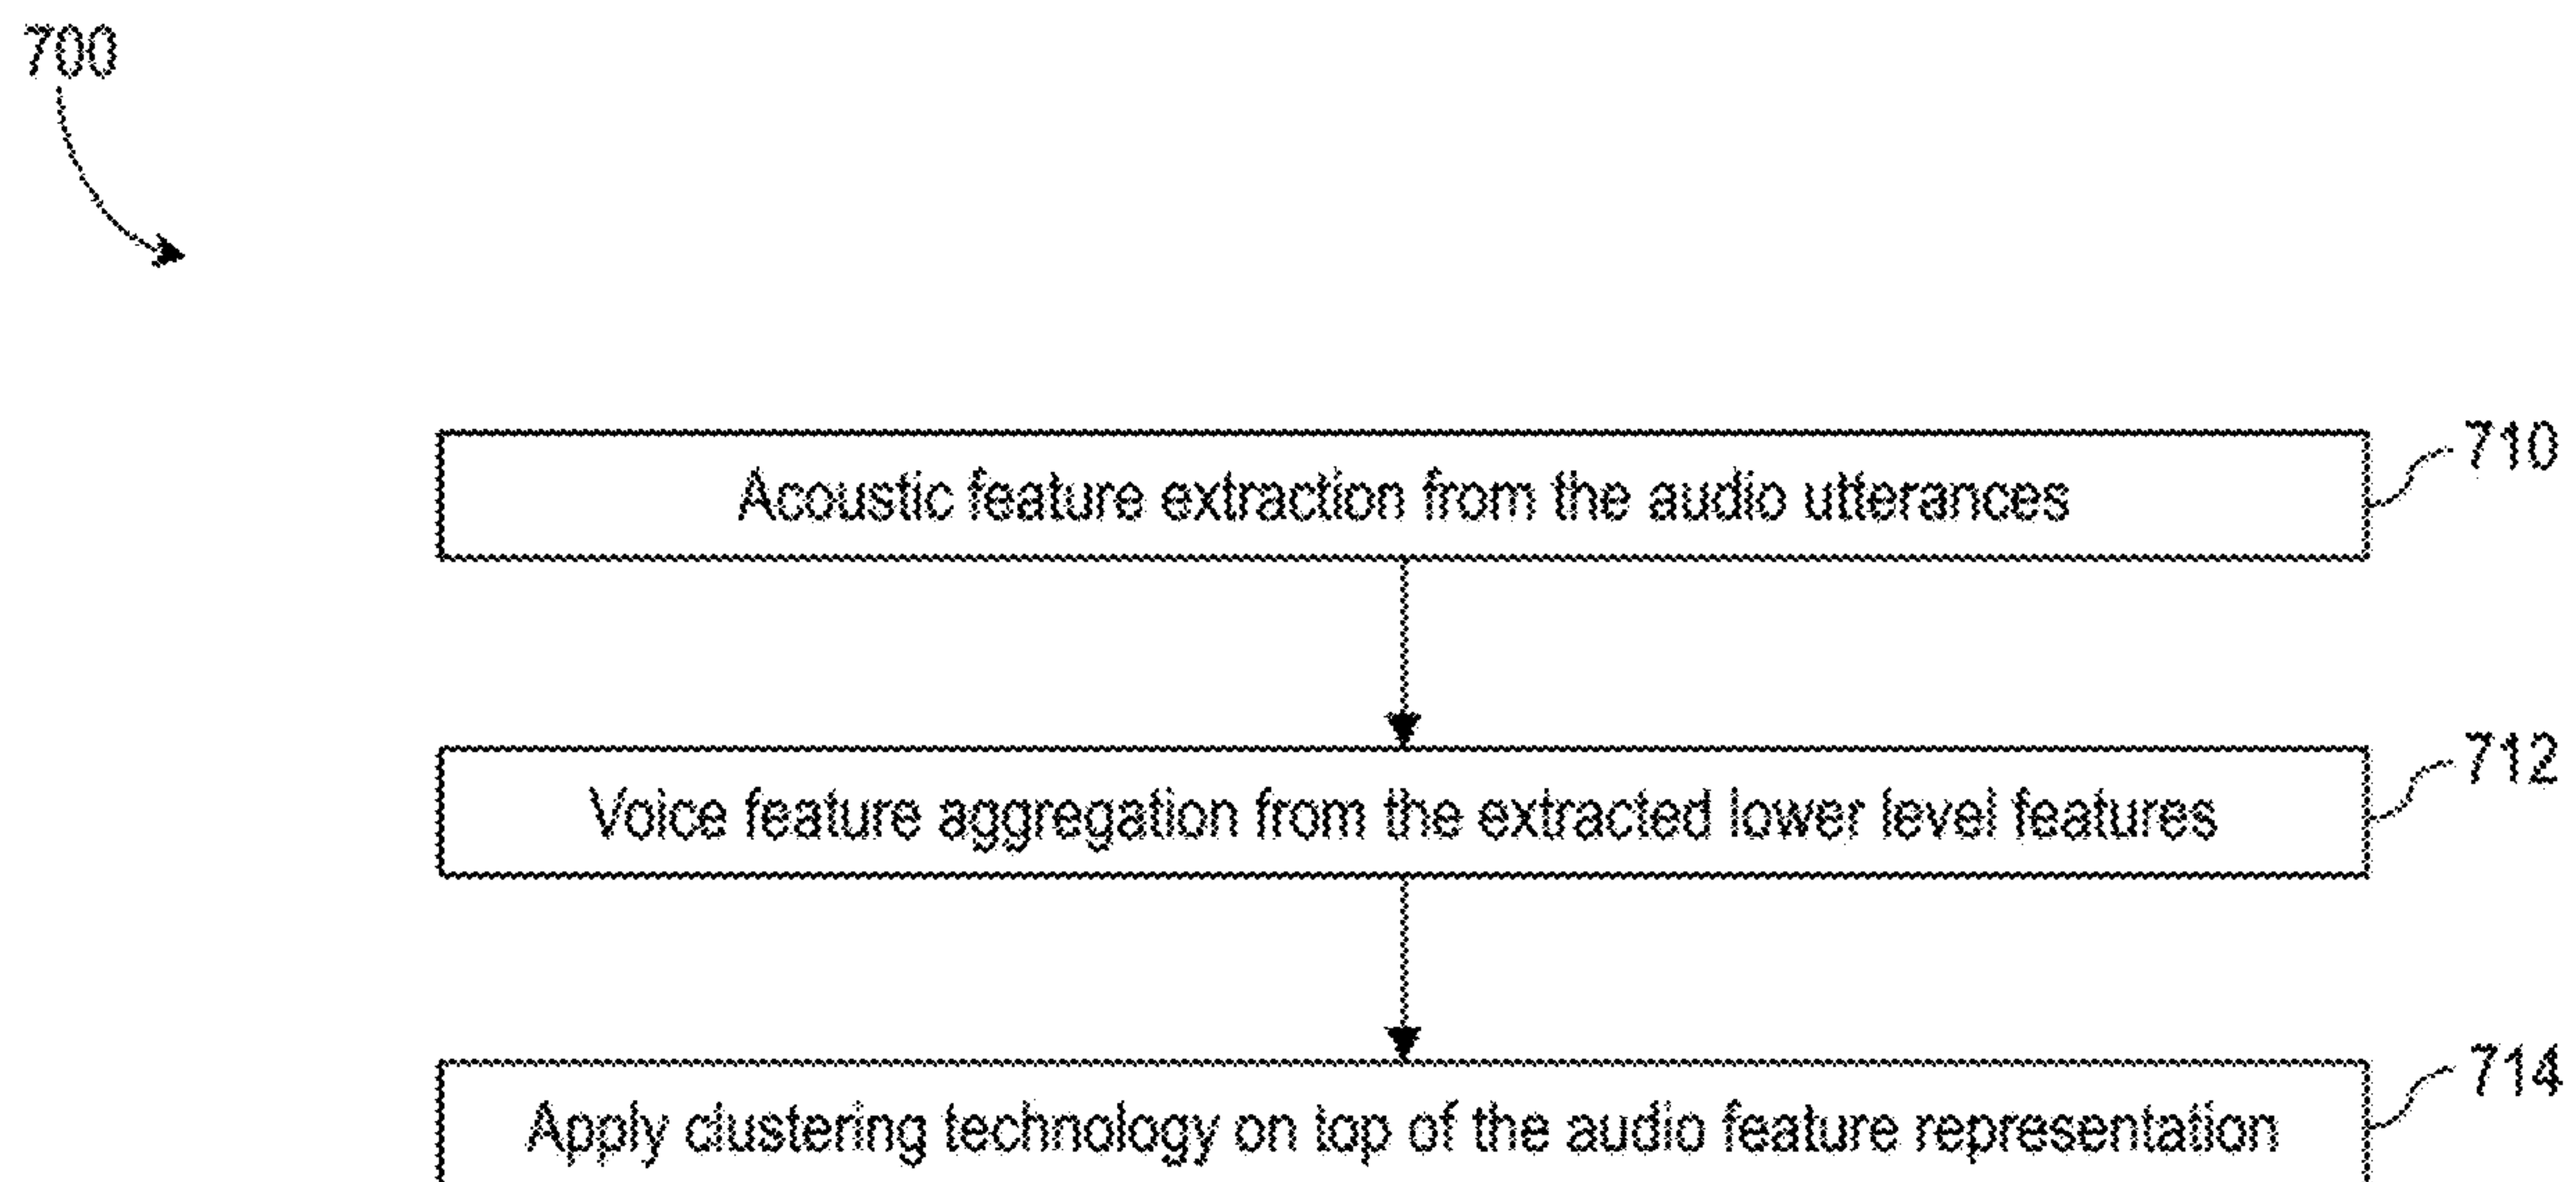 700
Acoustic feature extraction from the audio utterances
710
Voice feature aggregation from the extracted lower level features
712
Apply clustering technology on top of the audio feature representation
714